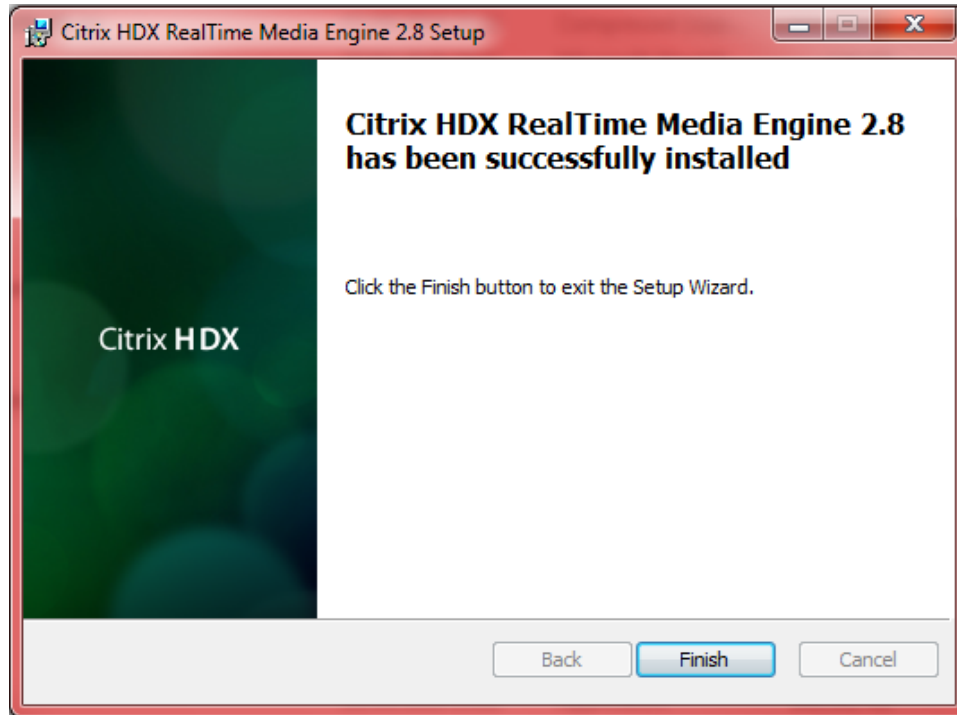 Citrix HDX RealTime Media Engine 2.8 Setup
Citrix HDX RealTime Media Engine 2.8
has been successfully installed
Click the Finish button to exit the Setup Wizard.
Citrix HDX
Back Finish Cancel